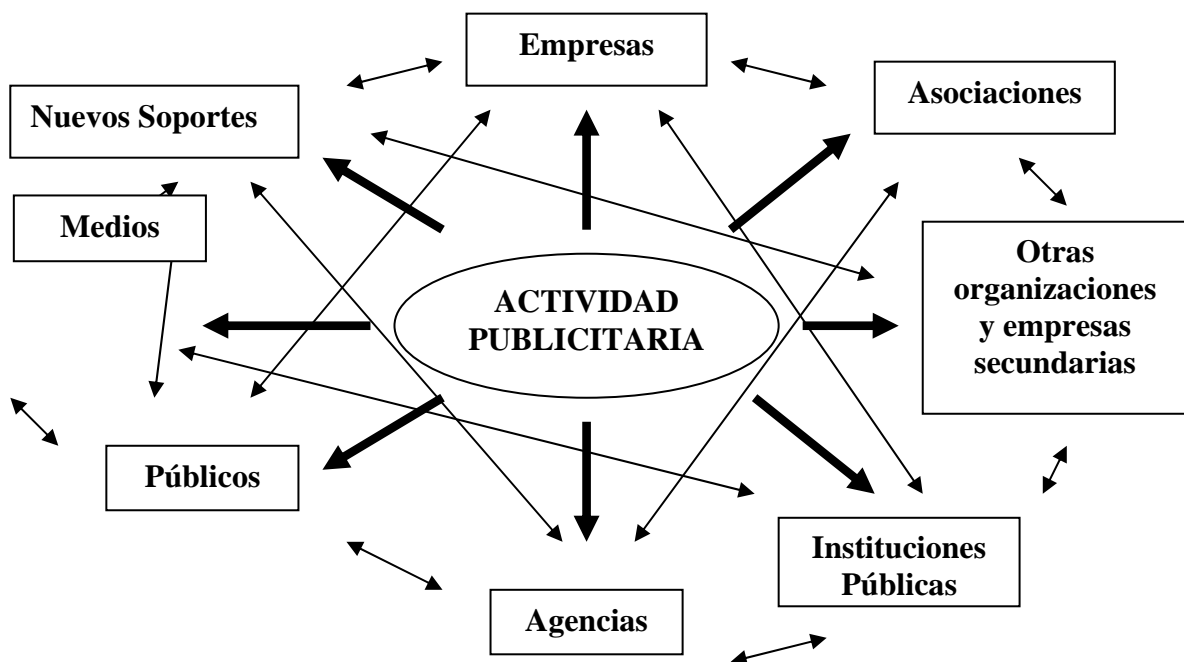 Empresas
Nuevos Soportes
Asociaciones
Medios
Otras
organizaciones
y empresas
secundarias
ACTIVIDAD
PUBLICITARIA
Públicos
Instituciones
Públicas
Agencias